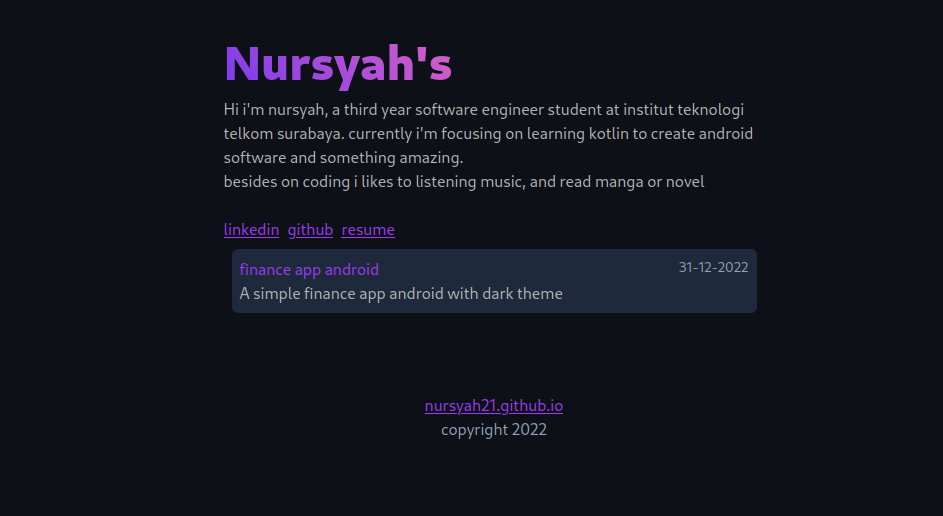 Nursyah's
Hi i'm nursyah, a third year software engineer student at institut teknologi
telkom surabaya. currently i'm focusing on learning kotlin to create android
software and something amazing.
besides on coding i likes to listening music, and read manga or novel
linkedin github resume
finance app android 31-12-2022
A simple finance app android with dark theme
nursyah21.github.io
copyright 2022